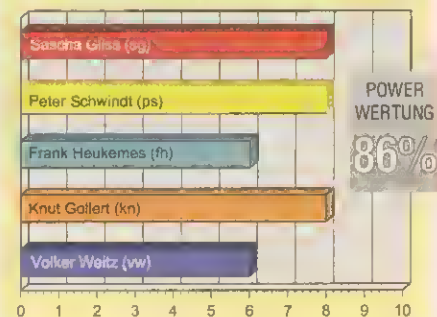 Sascha Gliss (sg)
Peter Schwindt (ps)
Frank Heukemes (fh)
Knut Gollert (kn)
Volker Weitz (vw)
POWER
WERTUNG
86%
0 1 2 3 4 5 6 7 8 9 10